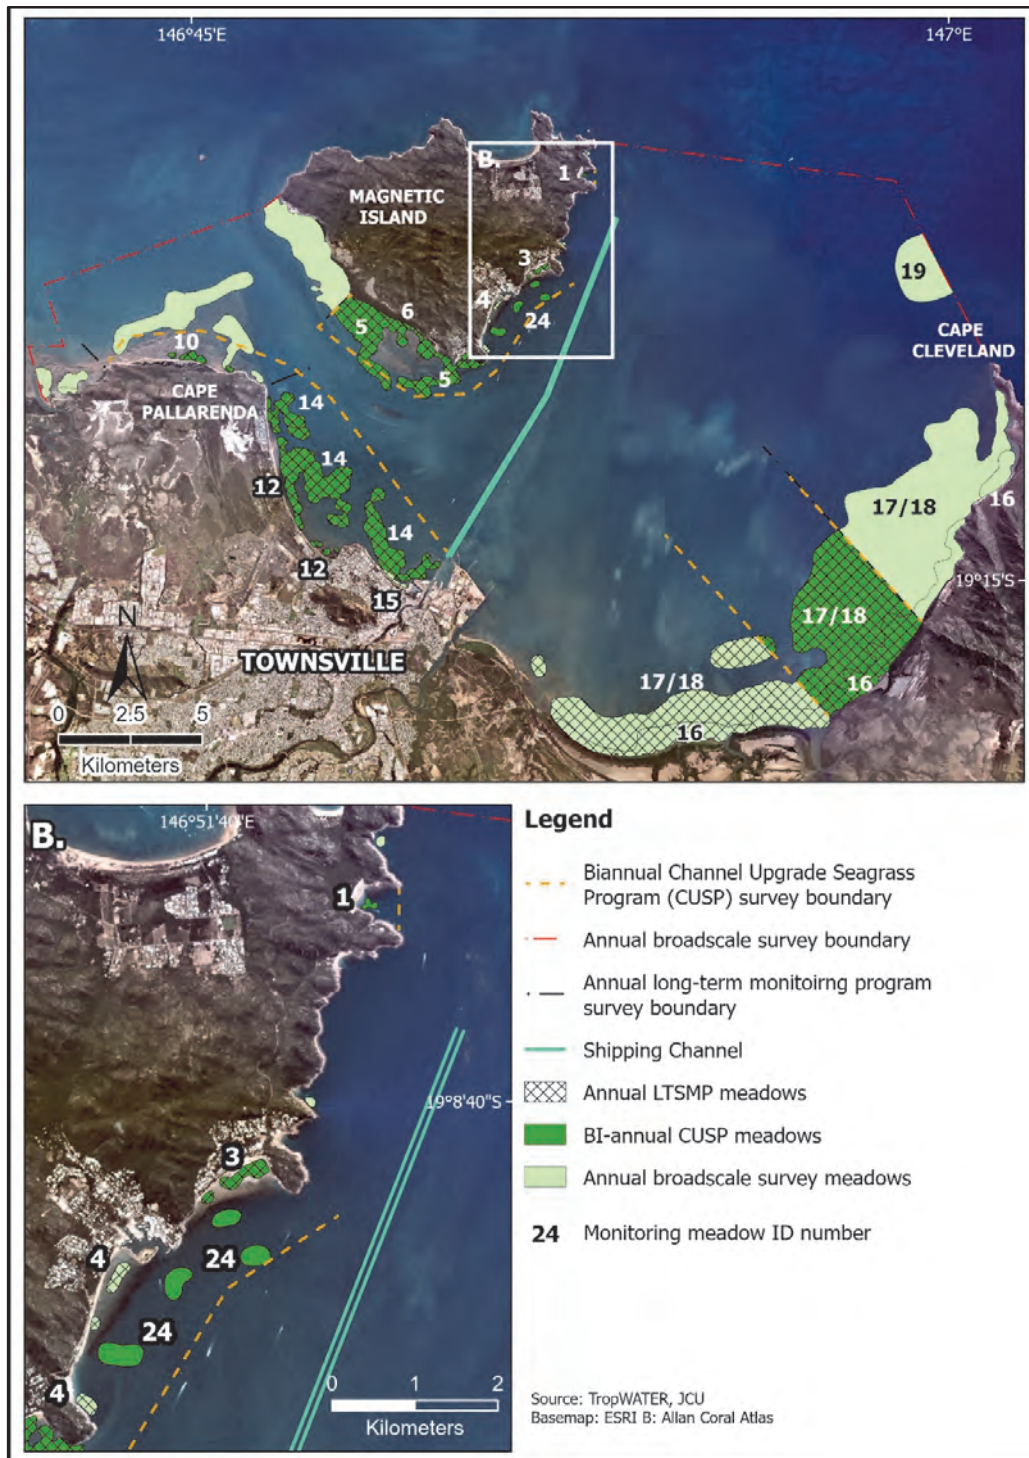 146°45'E
147°E
B.
1
MAGNETIC
ISLAND
3
19
4
24
6
5
10
CAPE
CLEVELAND
5
CAPE
PALLARENDA
14
14
12
17/18
16
14
12
19°15'S
15
17/18
N
TOWNSVILLE
17/18
16
0 2.5 5
16
Kilometers
B.
146°51'40"E
1
19°8'40"S
3
4
24
24
4
0 1 2
Kilometers
Legend
Biannual Channel Upgrade Seagrass
Program (CUSP) survey boundary
Annual broadscale survey boundary
Annual long-term monitoirng program
survey boundary
Shipping Channel
Annual LTSMP meadows
BI-annual CUSP meadows
Annual broadscale survey meadows
24 Monitoring meadow ID number
Source: TropWATER, JCU
Basemap: ESRI B: Allan Coral Atlas